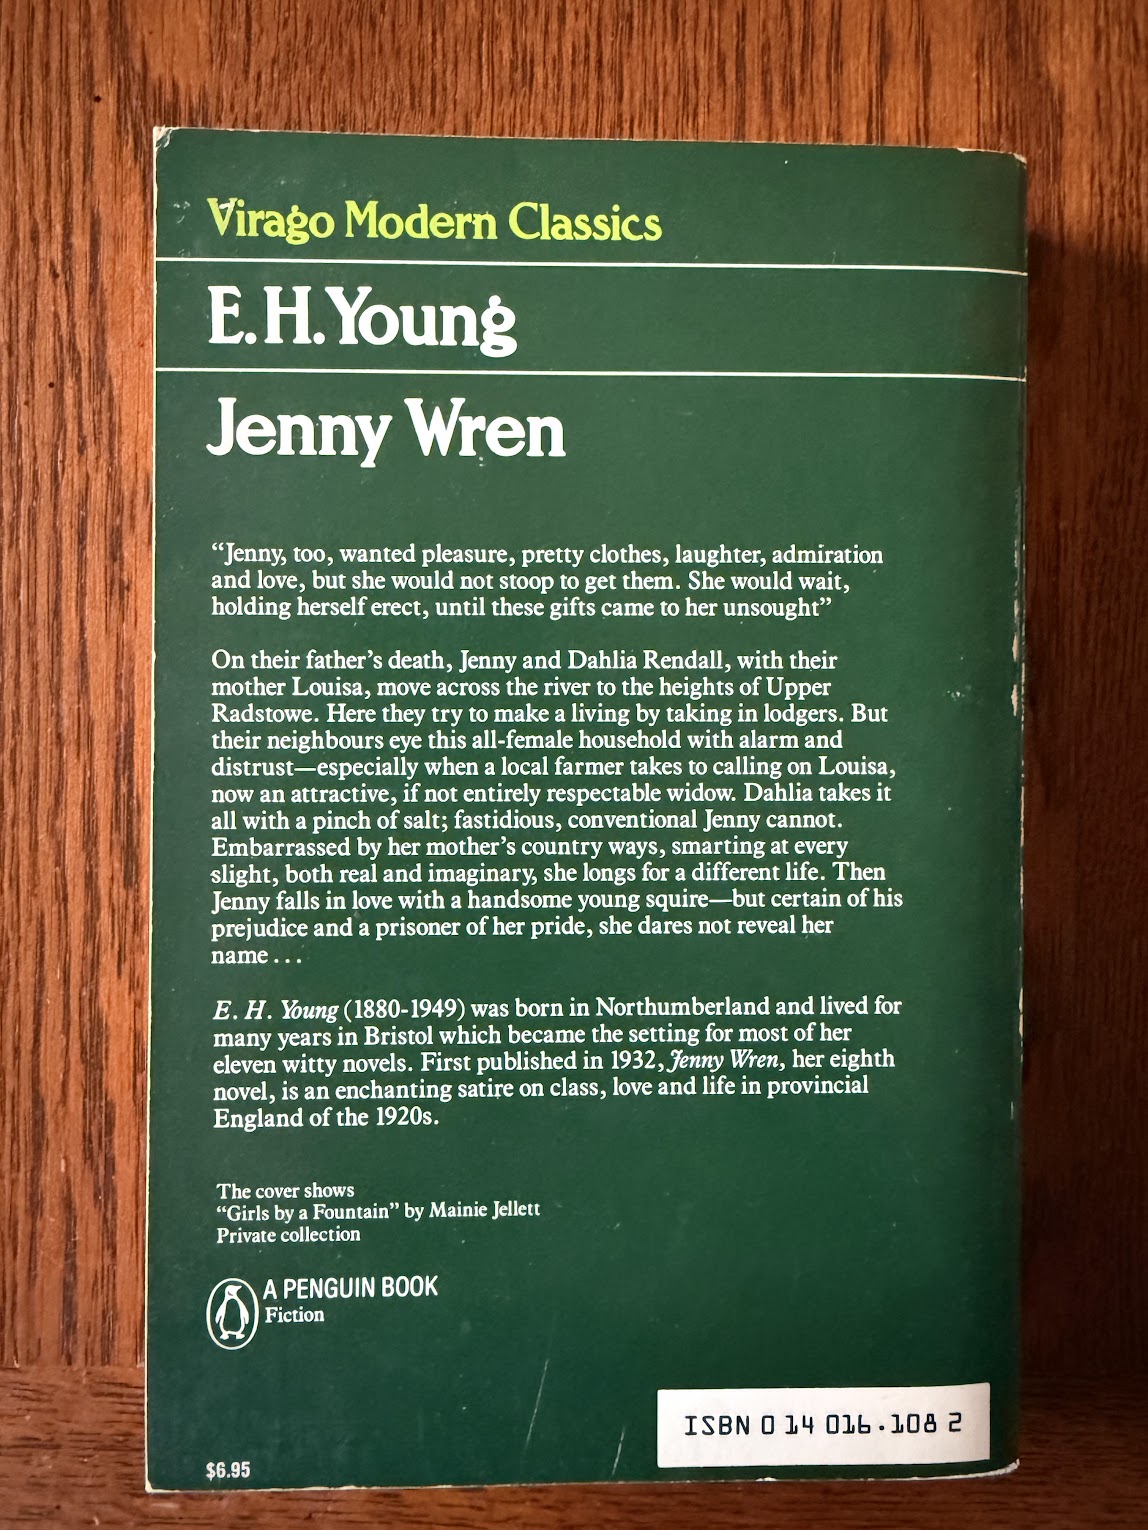 Virago Modern Classics
E.H.Young
Jenny Wren
“Jenny, too, wanted pleasure, pretty clothes, laughter, admiration
and love, but she would not stoop to get them. She would wait,
holding herself erect, until these gifts came to her unsought”
On their father’s death, Jenny and Dahlia Rendall, with their
mother Louisa, move across the river to the heights of Upper
Radstowe. Here they try to make a living by taking in lodgers. But
their neighbours eye this all-female household with alarm and
distrust—especially when a local farmer takes to calling on Louisa,
now an attractive, if not entirely respectable widow. Dahlia takes it
all with a pinch of salt; fastidious, conventional Jenny cannot.
Embarrassed by her mother’s country ways, smarting at every
slight, both real and imaginary, she longs for a different life. Then
Jenny falls in love with a handsome young squire—but certain of his
prejudice and a prisoner of her pride, she dares not reveal her
name . . .
E. H. Young (1880-1949) was born in Northumberland and lived for
many years in Bristol which became the setting for most of her
eleven witty novels. First published in 1932, Jenny Wren, her eighth
novel, is an enchanting satire on class, love and life in provincial
England of the 1920s.
The cover shows
“Girls by a Fountain” by Mainie Jellett
Private collection
A PENGUIN BOOK
Fiction
ISBN 0 14 016.108 2
$6.95